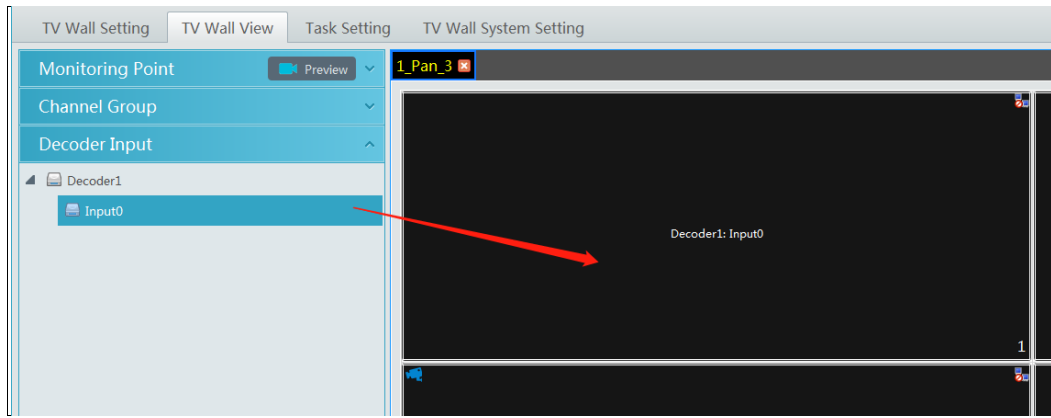 TV Wall Setting TV Wall View Task Setting TV Wall System Setting
Monitoring Point Preview
1_Pan_3
Channel Group
Decoder Input
Decoder1
Input0
Decoder1: Input0
1